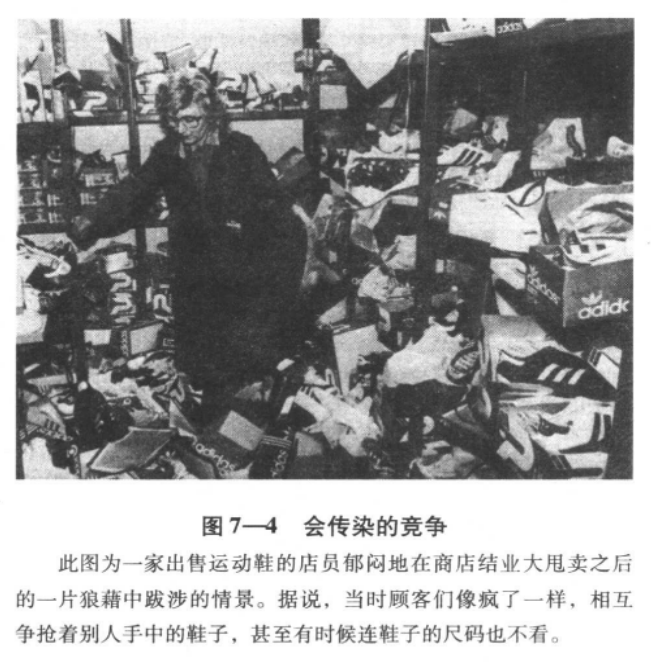 adidas
adidas
adidas
图 7—4 会传染的竞争
此图为一家出售运动鞋的店员郁闷地在商店结业大甩卖之后
的一片狼藉中跋涉的情景。据说，当时顾客们像疯了一样，相互
争抢着别人手中的鞋子，甚至有时候连鞋子的尺码也不看。